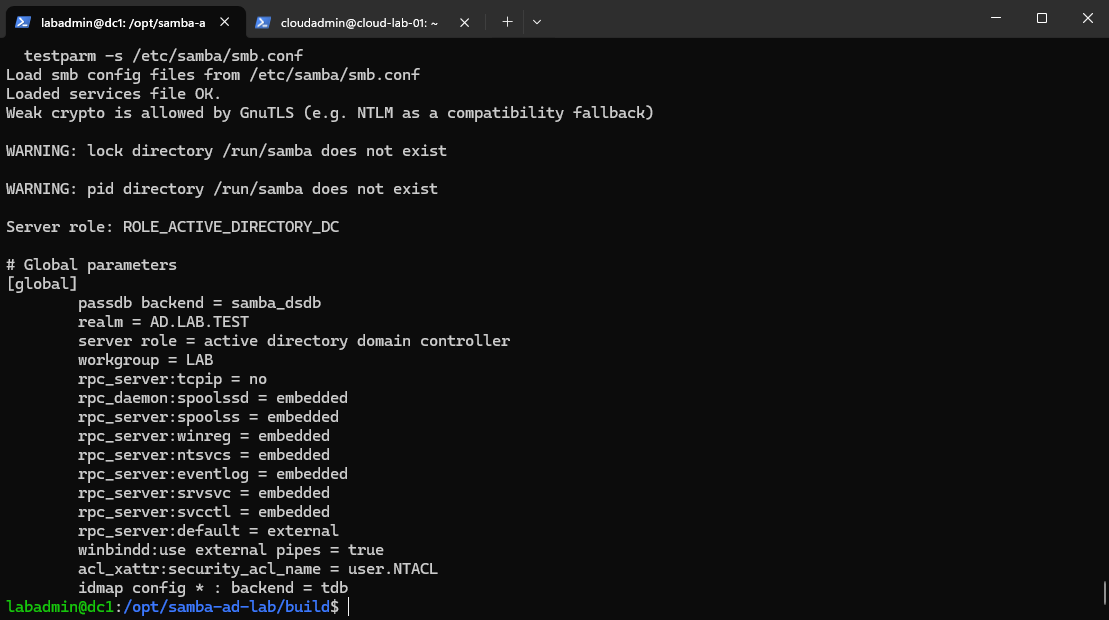 labadmin@dc1: /opt/samba-a
cloudadmin@cloud-lab-01: ~
testparm -s /etc/samba/smb.conf
Load smb config files from /etc/samba/smb.conf
Loaded services file OK.
Weak crypto is allowed by GnuTLS (e.g. NTLM as a compatibility fallback)
WARNING: lock directory /run/samba does not exist
WARNING: pid directory /run/samba does not exist
Server role: ROLE_ACTIVE_DIRECTORY_DC
# Global parameters
[global]
passdb backend = samba_dsdb
realm = AD.LAB.TEST
server role = active directory domain controller
workgroup = LAB
rpc_server:tcpip = no
rpc_daemon:spoolssd = embedded
rpc_server:spoolss = embedded
rpc_server:winreg = embedded
rpc_server:ntsvcs = embedded
rpc_server:eventlog = embedded
rpc_server:srvsvc = embedded
rpc_server:svcctl = embedded
rpc_server:default = external
winbindd:use external pipes = true
acl_xattr:security_acl_name = user.NTACL
idmap config * : backend = tdb
labadmin@dc1:/opt/samba-ad-lab/build$